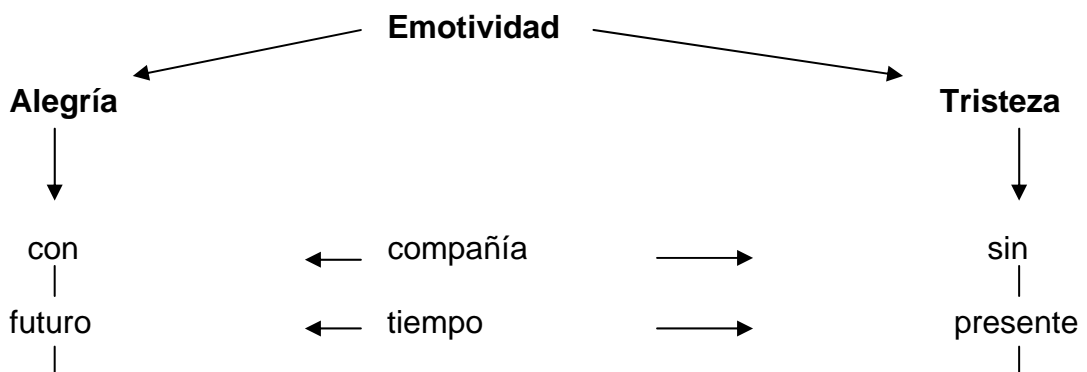 Emotividad
Alegría Tristeza
con compañía sin
futuro tiempo presente